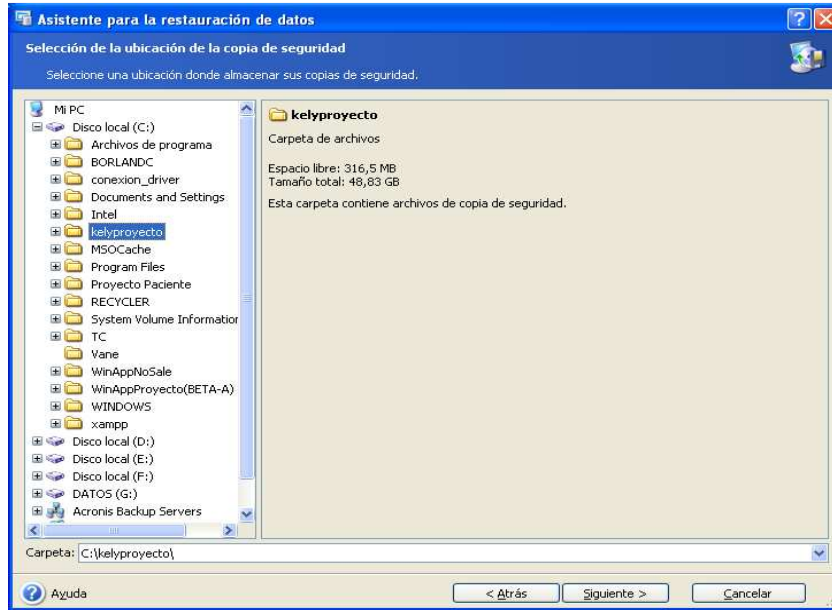 Asistente para la restauración de datos
Selección de la ubicación de la copia de seguridad
Seleccione una ubicación donde almacenar sus copias de seguridad.
Mi PC
Disco local (C:)
Archivos de programa
BORLANDC
conexion_driver
Documents and Settings
Intel
kelyproyecto
MSOCache
Program Files
Proyecto Paciente
RECYCLER
System Volume Information
TC
Vane
WinAppNoSale
WinAppProyecto(BETA-A)
WINDOWS
xampp
Disco local (D:)
Disco local (E:)
Disco local (F:)
DATOS (G:)
Acronis Backup Servers
kelyproyecto
Carpeta de archivos
Espacio libre: 316,5 MB
Tamaño total: 48,83 GB
Esta carpeta contiene archivos de copia de seguridad.
Carpeta: C:\kelyproyecto\
Ayuda
< Atrás
Siguiente >
Cancelar